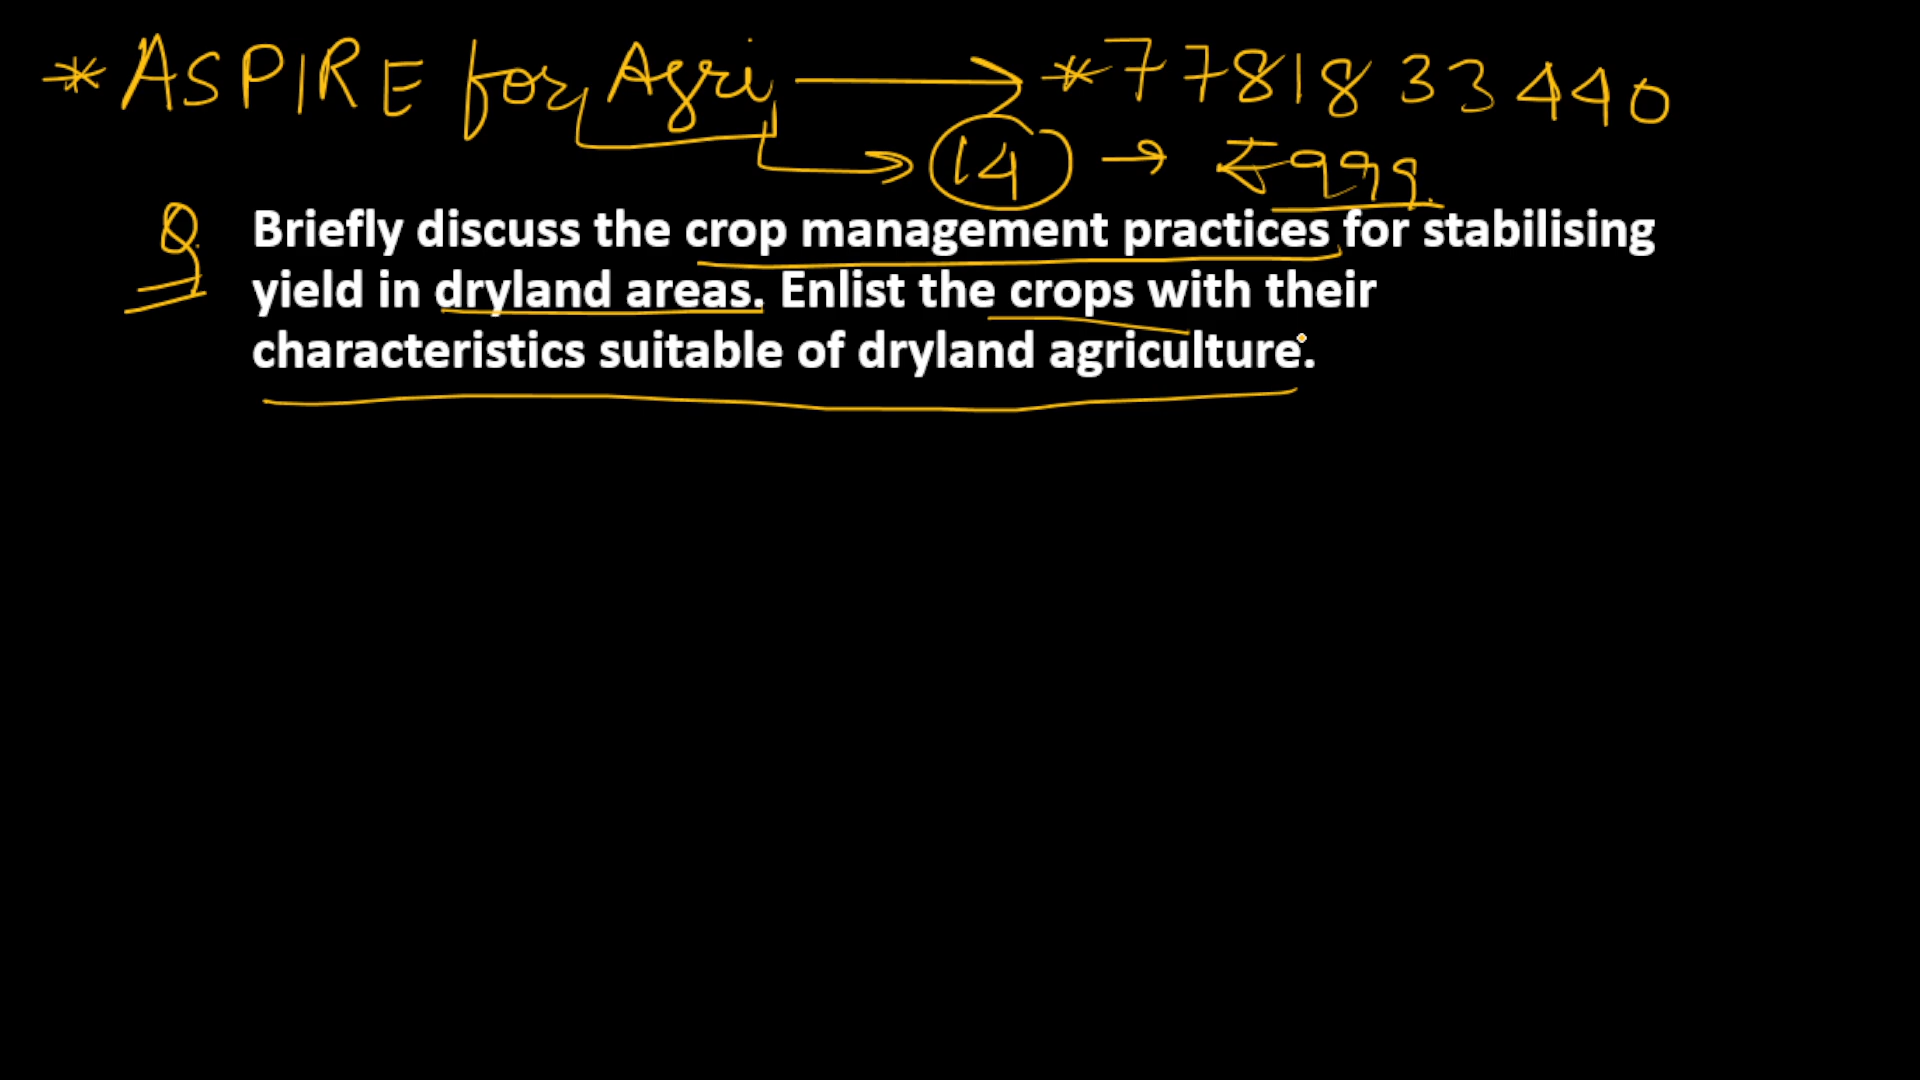 *ASPIRE for Agri → *7781833440
→ 14 → ₹999.
Q Briefly discuss the crop management practices for stabilising
yield in dryland areas. Enlist the crops with their
characteristics suitable of dryland agriculture.